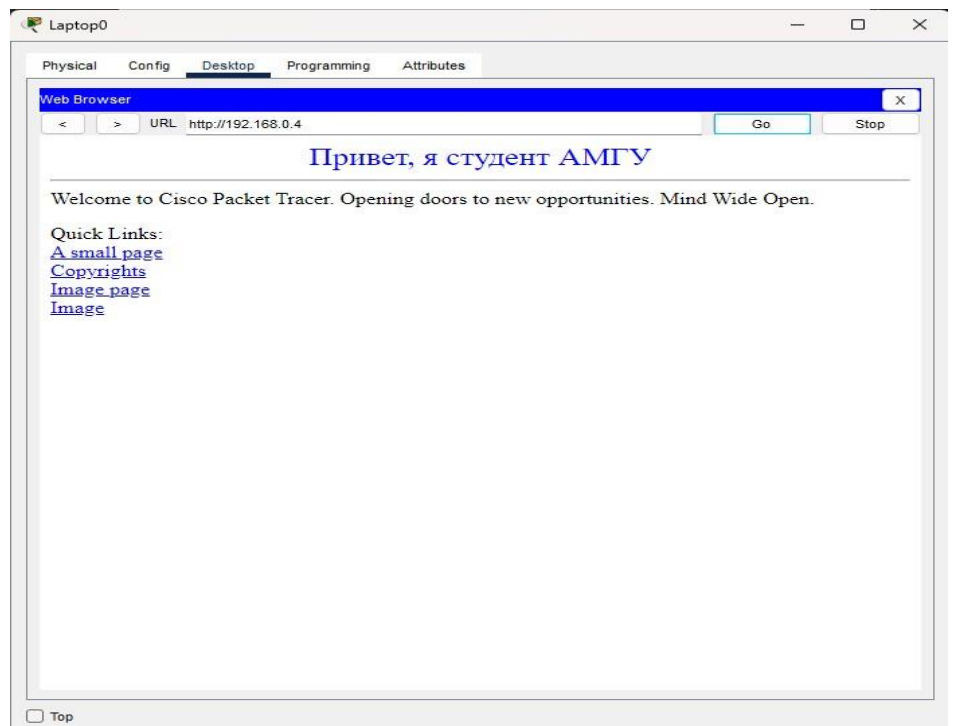 Laptop0
Physical Config Desktop Programming Attributes
Web Browser X
< > URL http://192.168.0.4 Go Stop
Привет, я студент АМГУ
Welcome to Cisco Packet Tracer. Opening doors to new opportunities. Mind Wide Open.
Quick Links:
A small page
Copyrights
Image page
Image
Top